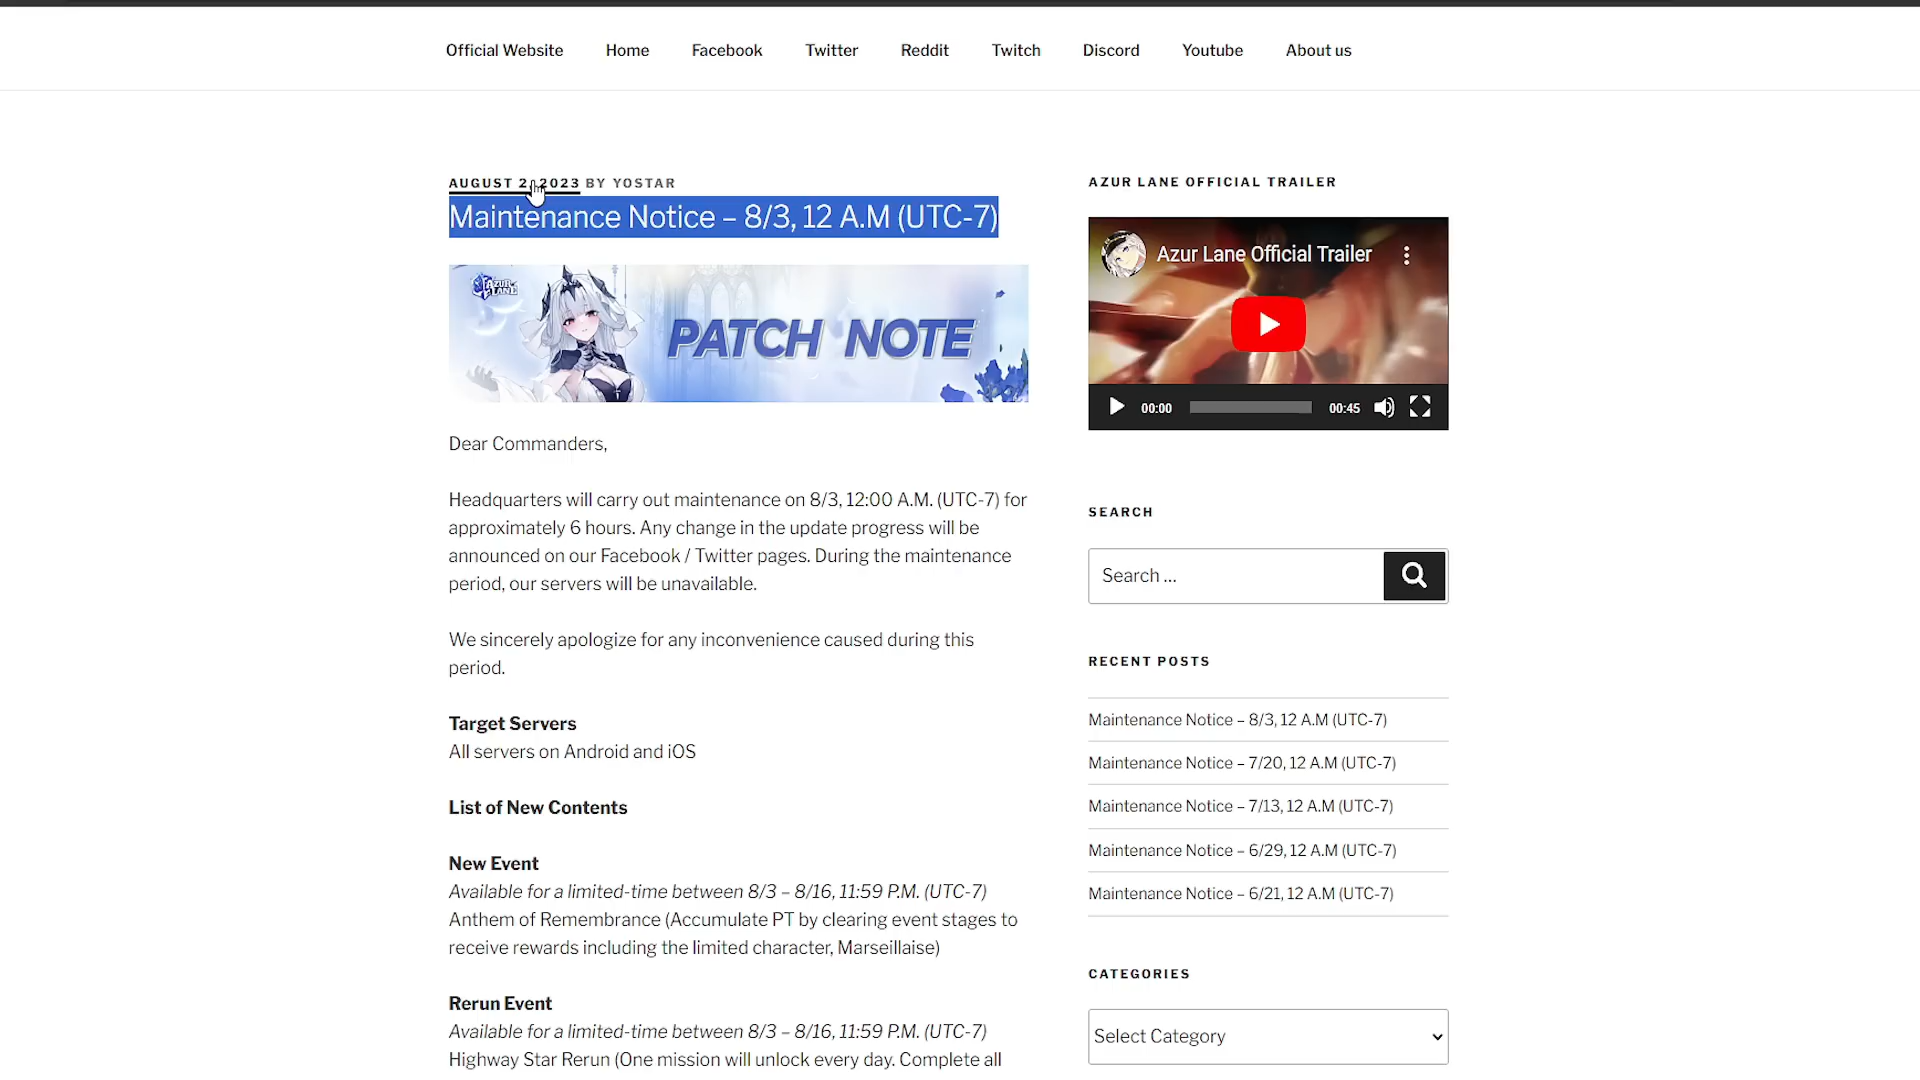 Official Website Home Facebook Twitter Reddit Twitch Discord Youtube About us
AUGUST 2, 2023 BY YOSTAR
Maintenance Notice – 8/3, 12 A.M (UTC-7)
AZUR LANE
PATCH NOTE
Dear Commanders,
Headquarters will carry out maintenance on 8/3, 12:00 A.M. (UTC-7) for
approximately 6 hours. Any change in the update progress will be
announced on our Facebook / Twitter pages. During the maintenance
period, our servers will be unavailable.
We sincerely apologize for any inconvenience caused during this
period.
Target Servers
All servers on Android and iOS
List of New Contents
New Event
Available for a limited-time between 8/3 – 8/16, 11:59 P.M. (UTC-7)
Anthem of Remembrance (Accumulate PT by clearing event stages to
receive rewards including the limited character, Marseillaise)
Rerun Event
Available for a limited-time between 8/3 – 8/16, 11:59 P.M. (UTC-7)
Highway Star Rerun (One mission will unlock every day. Complete all
AZUR LANE OFFICIAL TRAILER
Azur Lane Official Trailer
00:00 00:45
SEARCH
Search …
RECENT POSTS
Maintenance Notice – 8/3, 12 A.M (UTC-7)
Maintenance Notice – 7/20, 12 A.M (UTC-7)
Maintenance Notice – 7/13, 12 A.M (UTC-7)
Maintenance Notice – 6/29, 12 A.M (UTC-7)
Maintenance Notice – 6/21, 12 A.M (UTC-7)
CATEGORIES
Select Category